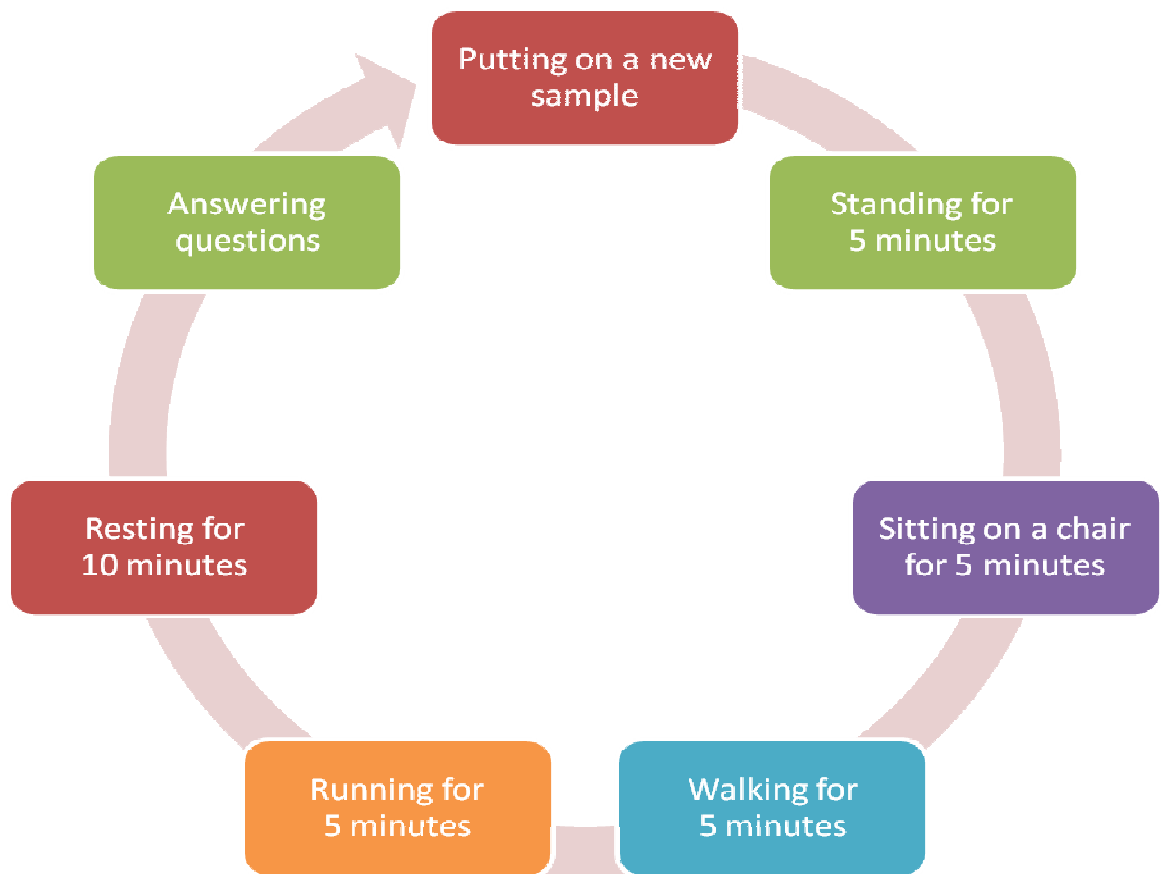 Putting on a new
sample
Standing for
5 minutes
Sitting on a chair
for 5 minutes
Walking for
5 minutes
Running for
5 minutes
Resting for
10 minutes
Answering
questions